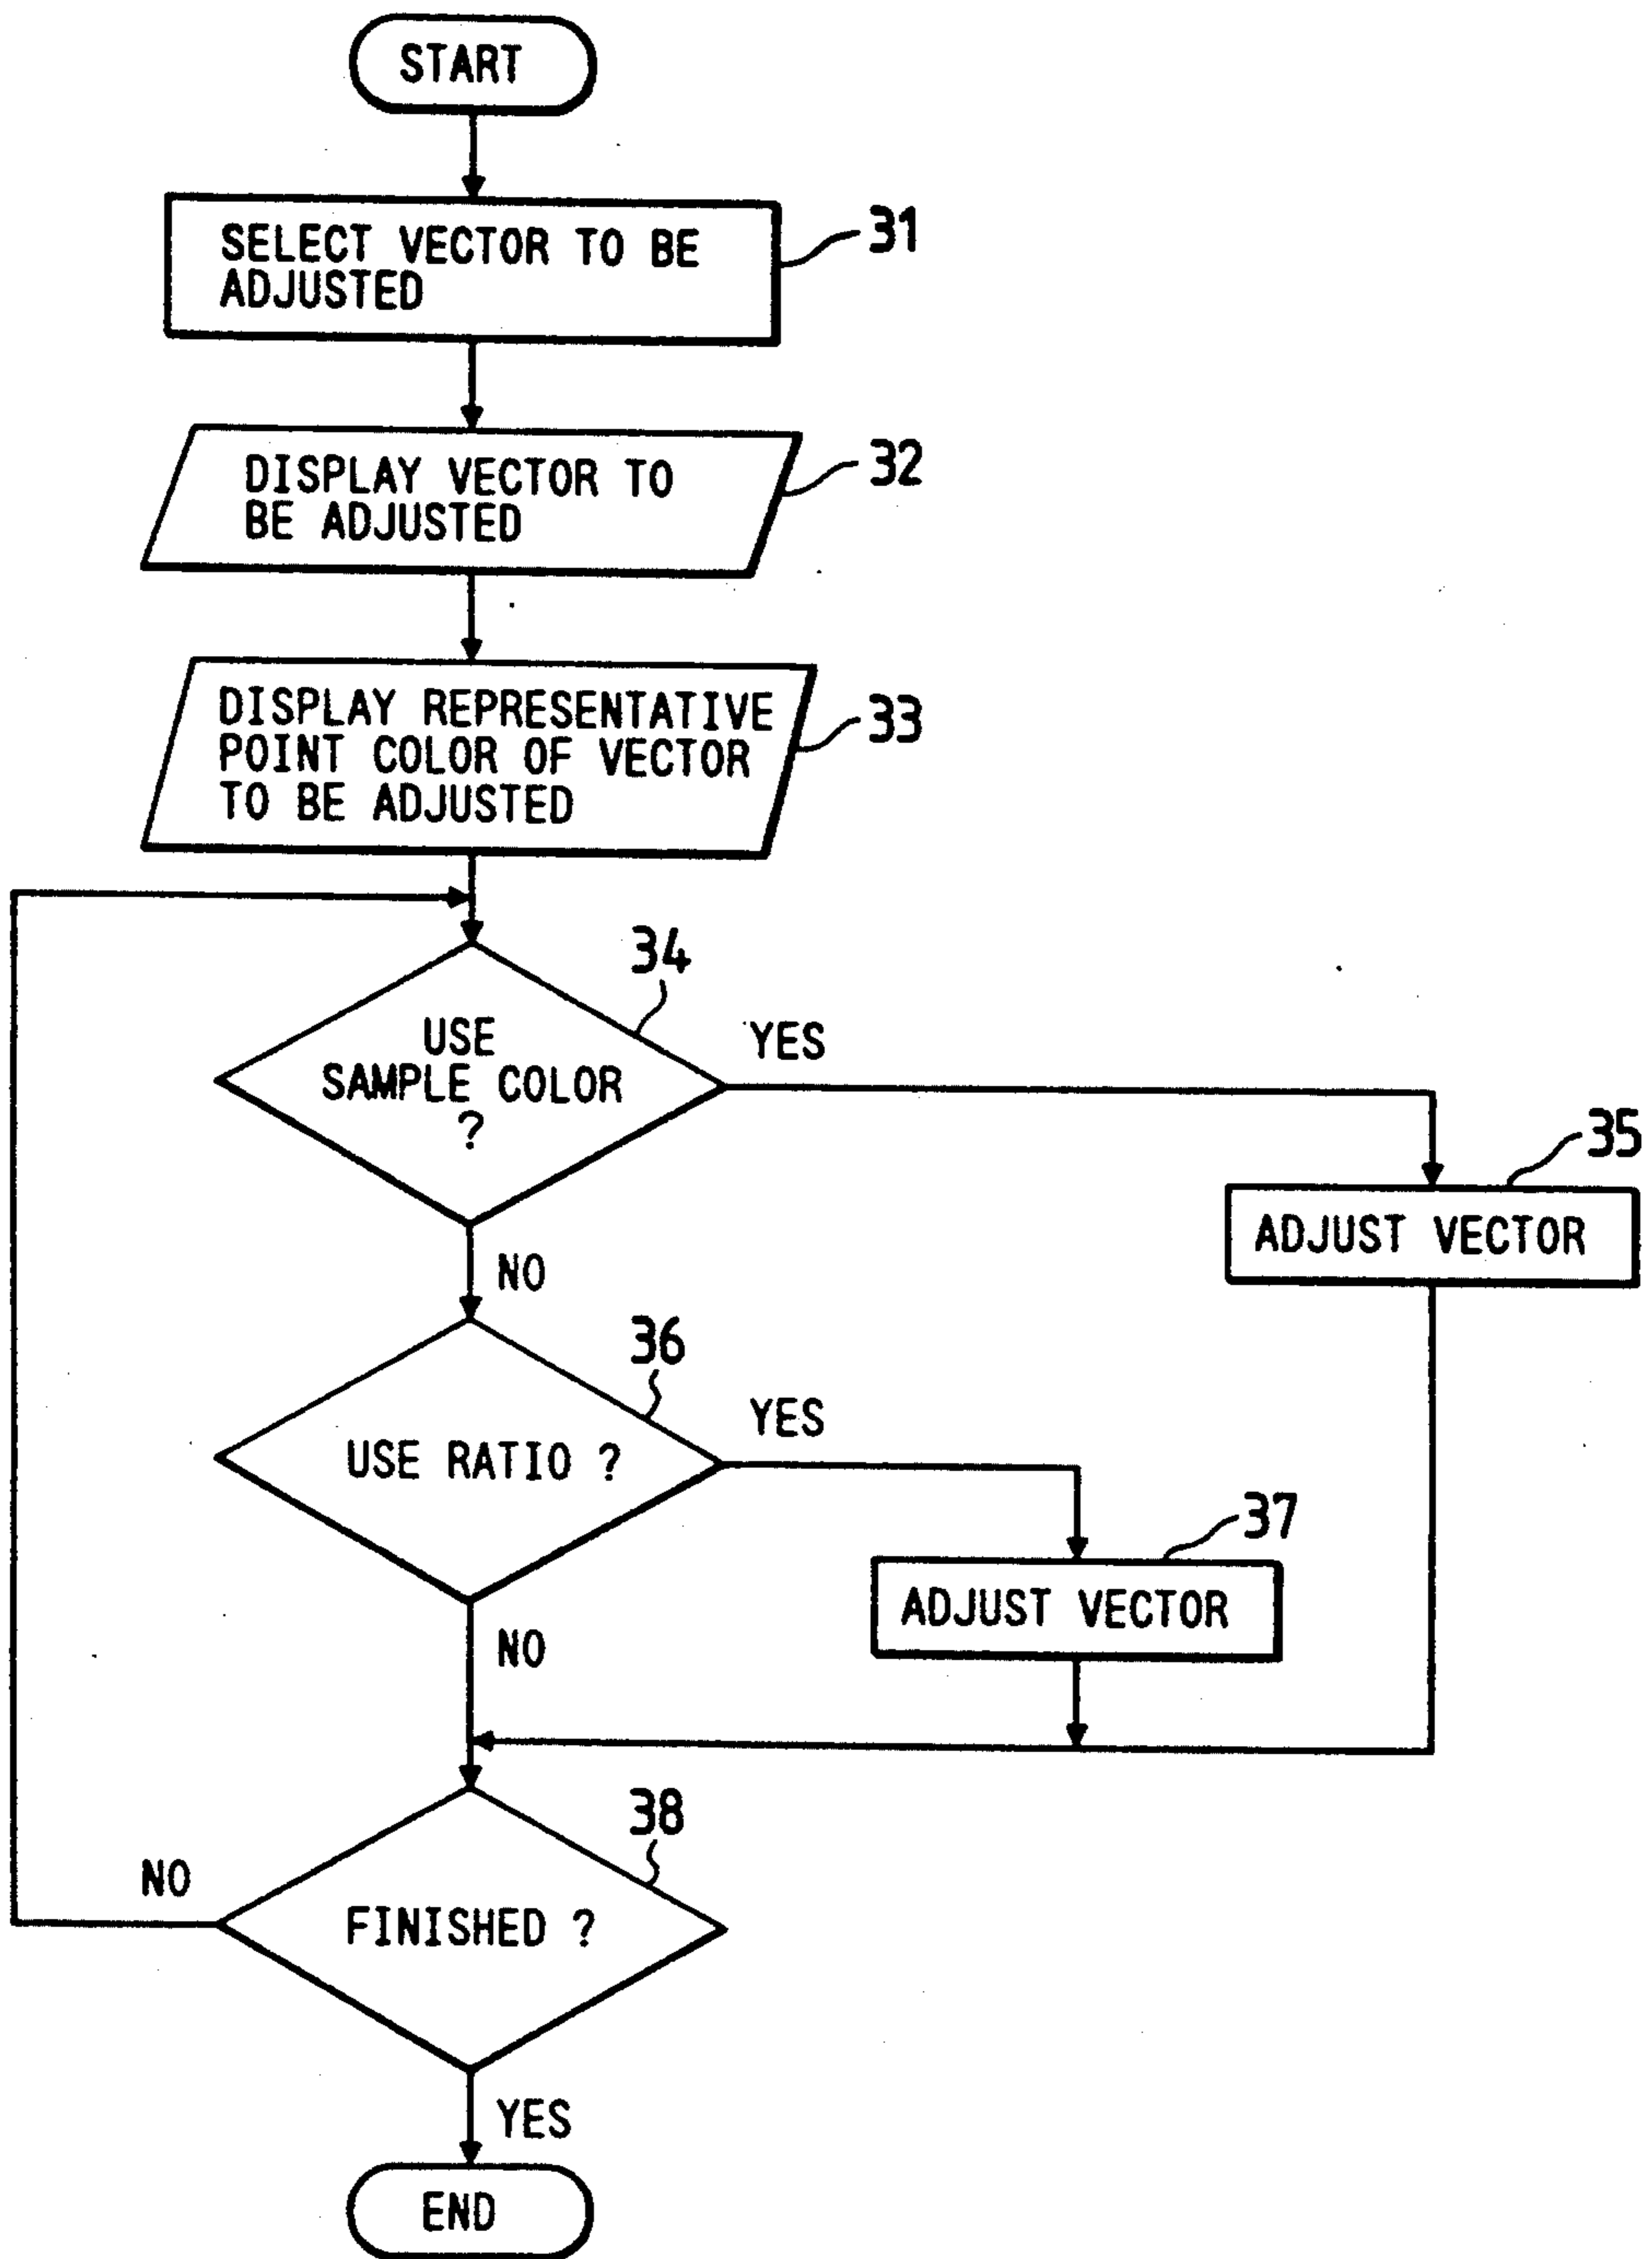 START
SELECT VECTOR TO BE
ADJUSTED
31
DISPLAY VECTOR TO
BE ADJUSTED
32
DISPLAY REPRESENTATIVE
POINT COLOR OF VECTOR
TO BE ADJUSTED
33
34
USE
SAMPLE COLOR
?
YES
35
ADJUST VECTOR
NO
36
USE RATIO ?
YES
37
ADJUST VECTOR
NO
38
FINISHED ?
NO
YES
END